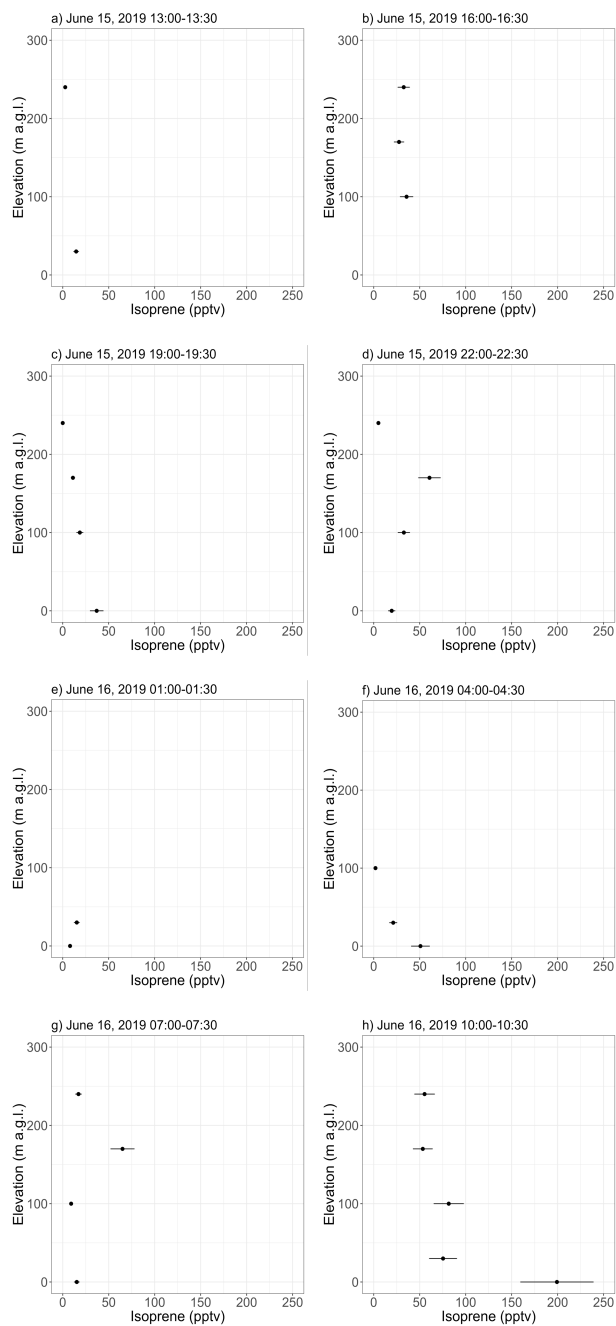 a) June 15, 2019 13:00-13:30
300
200
100
0
Elevation (m a.g.l.)
0 50 100 150 200 250
Isoprene (pptv)
b) June 15, 2019 16:00-16:30
300
200
100
0
Elevation (m a.g.l.)
0 50 100 150 200 250
Isoprene (pptv)
c) June 15, 2019 19:00-19:30
300
200
100
0
Elevation (m a.g.l.)
0 50 100 150 200 250
Isoprene (pptv)
d) June 15, 2019 22:00-22:30
300
200
100
0
Elevation (m a.g.l.)
0 50 100 150 200 250
Isoprene (pptv)
e) June 16, 2019 01:00-01:30
300
200
100
0
Elevation (m a.g.l.)
0 50 100 150 200 250
Isoprene (pptv)
f) June 16, 2019 04:00-04:30
300
200
100
0
Elevation (m a.g.l.)
0 50 100 150 200 250
Isoprene (pptv)
g) June 16, 2019 07:00-07:30
300
200
100
0
Elevation (m a.g.l.)
0 50 100 150 200 250
Isoprene (pptv)
h) June 16, 2019 10:00-10:30
300
200
100
0
Elevation (m a.g.l.)
0 50 100 150 200 250
Isoprene (pptv)